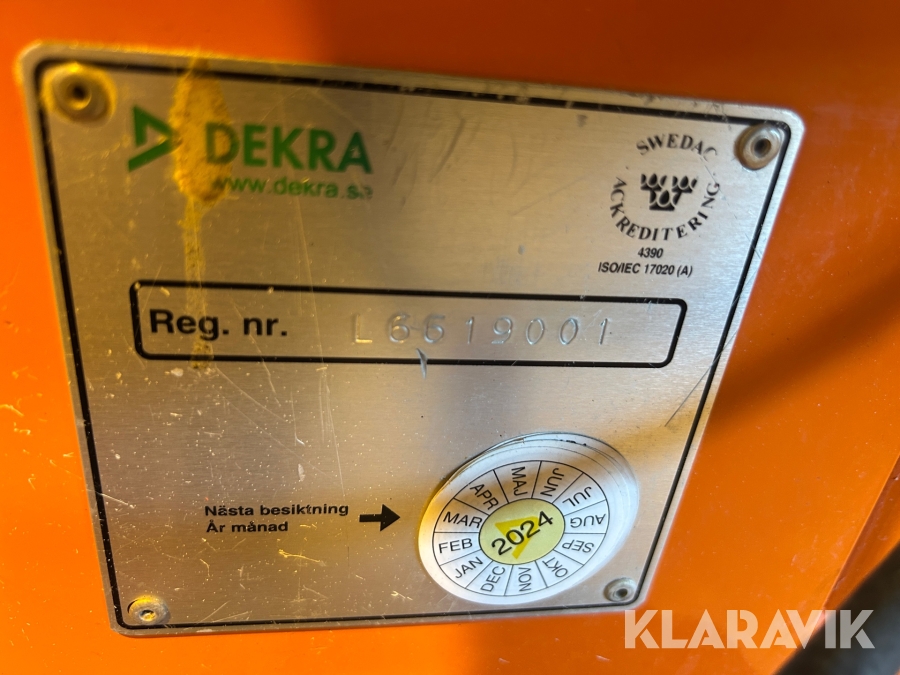 DEKRA
www.dekra.se
SWEDAC
ACKREDITERING
4390
ISO/IEC 17020 (A)
Reg. nr. L6619001
Nästa besiktning
År månad
JAN FEB MAR APR MAJ JUN JUL AUG SEP OKT NOV DEC
2024
KLARAVIK